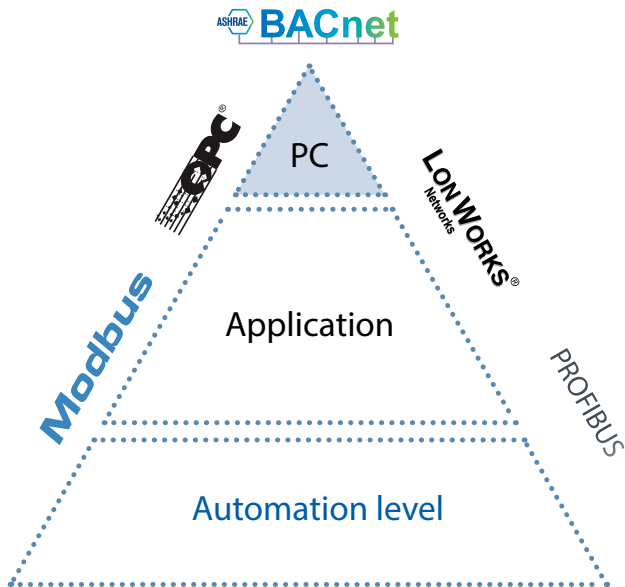 ASHRAE BACnet
OPC®
PC
LONWORKS®
Networks
Application
Modbus
PROFIBUS
Automation level